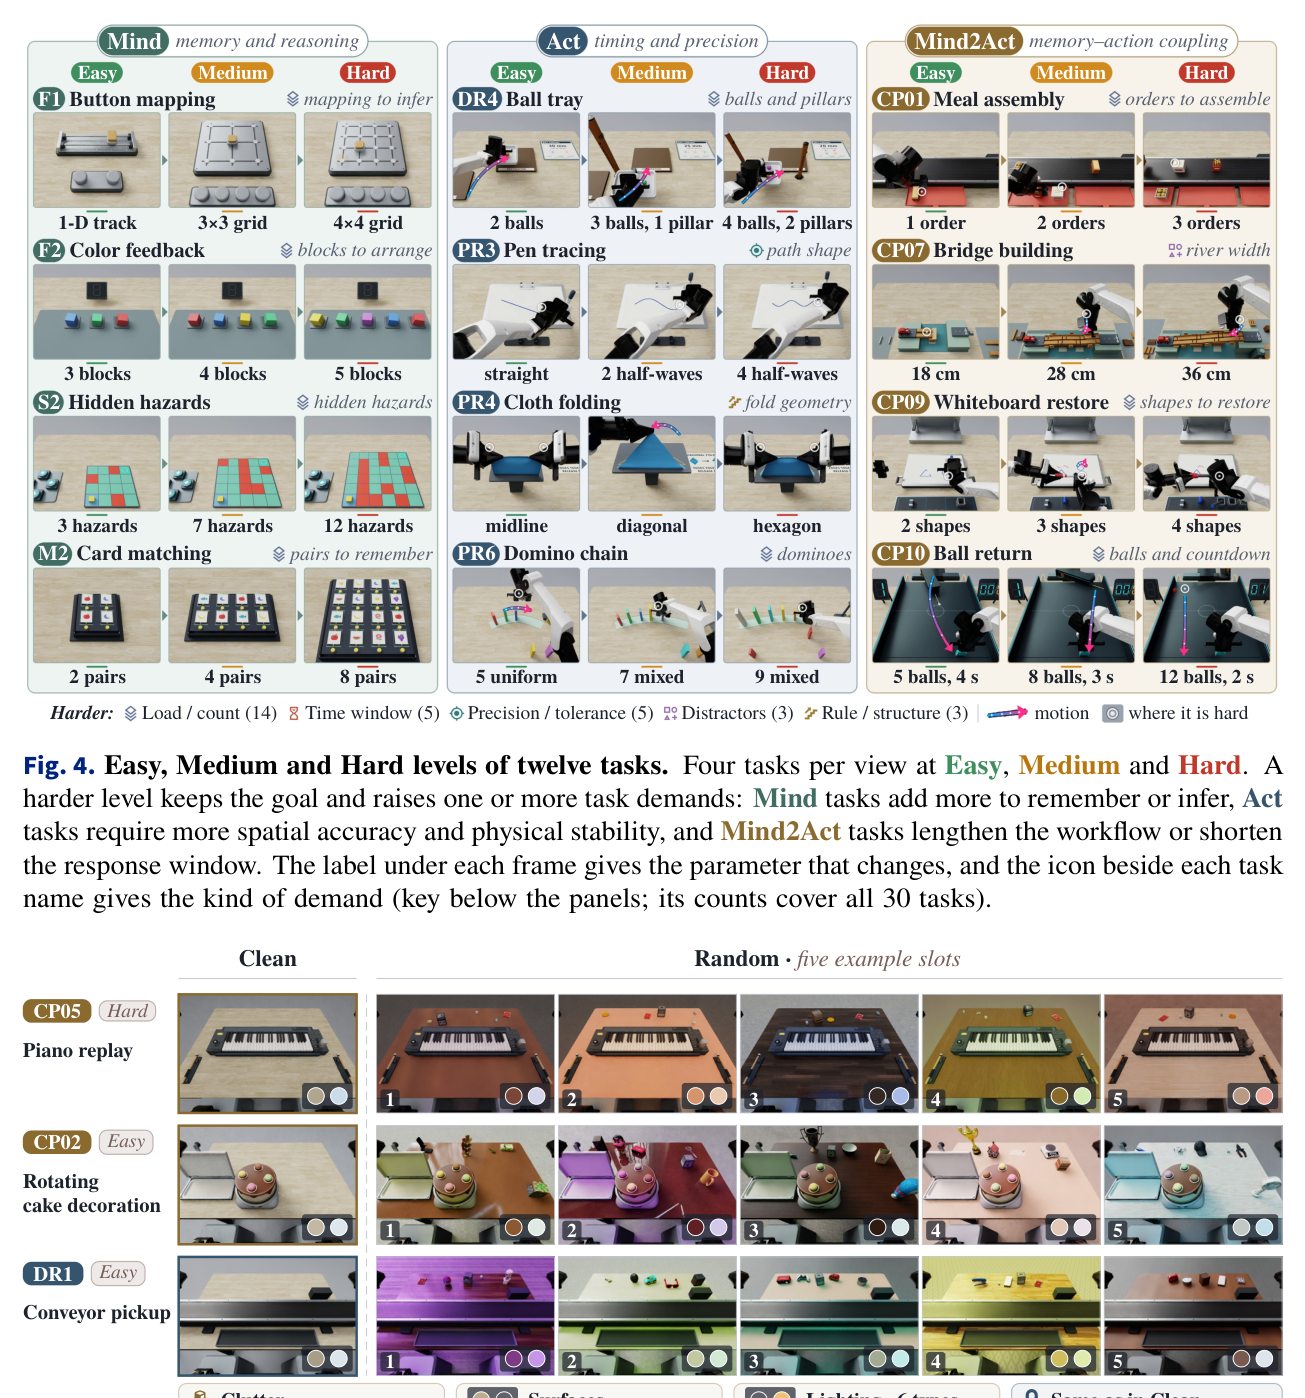 Mind memory and reasoning
Easy Medium Hard
F1 Button mapping mapping to infer
1-D track 3×3 grid 4×4 grid
F2 Color feedback blocks to arrange
3 blocks 4 blocks 5 blocks
S2 Hidden hazards hidden hazards
3 hazards 7 hazards 12 hazards
M2 Card matching pairs to remember
2 pairs 4 pairs 8 pairs
Act timing and precision
Easy Medium Hard
DR4 Ball tray balls and pillars
2 balls 3 balls, 1 pillar 4 balls, 2 pillars
PR3 Pen tracing path shape
straight 2 half-waves 4 half-waves
PR4 Cloth folding fold geometry
midline diagonal hexagon
PR6 Domino chain dominoes
5 uniform 7 mixed 9 mixed
Mind2Act memory–action coupling
Easy Medium Hard
CP01 Meal assembly orders to assemble
1 order 2 orders 3 orders
CP07 Bridge building river width
18 cm 28 cm 36 cm
CP09 Whiteboard restore shapes to restore
2 shapes 3 shapes 4 shapes
CP10 Ball return balls and countdown
5 balls, 4 s 8 balls, 3 s 12 balls, 2 s
Harder: Load / count (14) Time window (5) Precision / tolerance (5) Distractors (3) Rule / structure (3) motion where it is hard
Fig. 4. Easy, Medium and Hard levels of twelve tasks. Four tasks per view at Easy, Medium and Hard. A
harder level keeps the goal and raises one or more task demands: Mind tasks add more to remember or infer, Act
tasks require more spatial accuracy and physical stability, and Mind2Act tasks lengthen the workflow or shorten
the response window. The label under each frame gives the parameter that changes, and the icon beside each task
name gives the kind of demand (key below the panels; its counts cover all 30 tasks).
Clean Random · five example slots
CP05 Hard
Piano replay
1 2 3 4 5
CP02 Easy
Rotating
cake decoration
1 2 3 4 5
DR1 Easy
Conveyor pickup
1 2 3 4 5